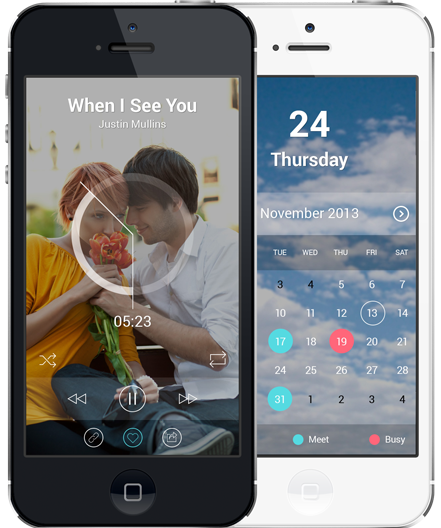 When I See You
Justin Mullins
05:23
24
Thursday
November 2013
TUE WED THU FRI SAT
3 4 5 6 7
10 11 12 13 14
17 18 19 20 21
24 25 26 27 28
31 1 2 3 4
Meet Busy